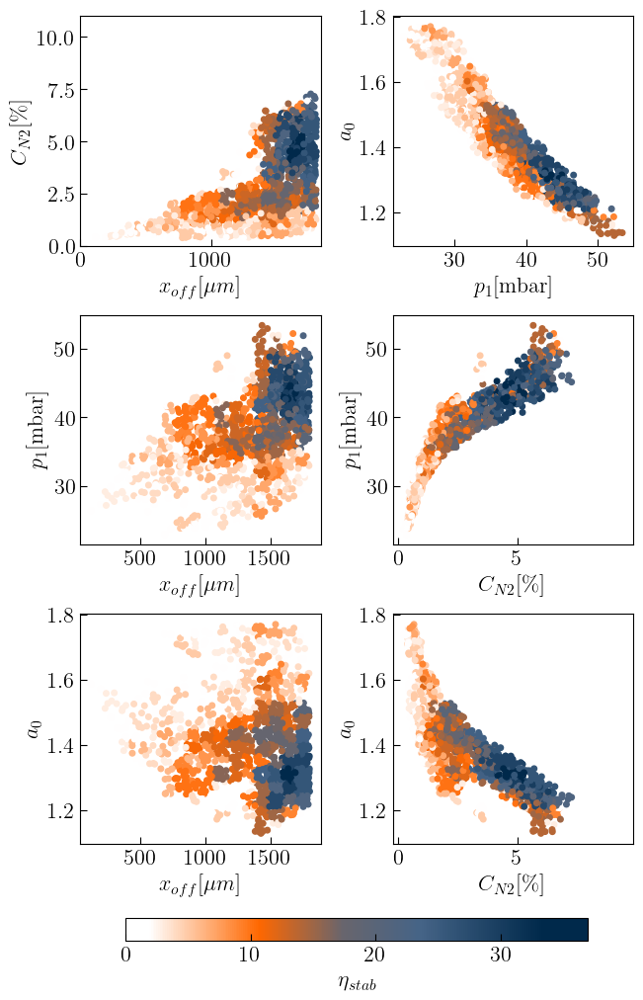 10.0
7.5
5.0
2.5
0.0
C_{N2}[%]
0 1000
x_{off}[μm]
1.8
1.6
1.4
1.2
a_0
30 40 50
p_1[mbar]
50
40
30
p_1[mbar]
500 1000 1500
x_{off}[μm]
50
40
30
p_1[mbar]
0 5
C_{N2}[%]
1.8
1.6
1.4
1.2
a_0
500 1000 1500
x_{off}[μm]
1.8
1.6
1.4
1.2
a_0
0 5
C_{N2}[%]
0 10 20 30
η_{stab}